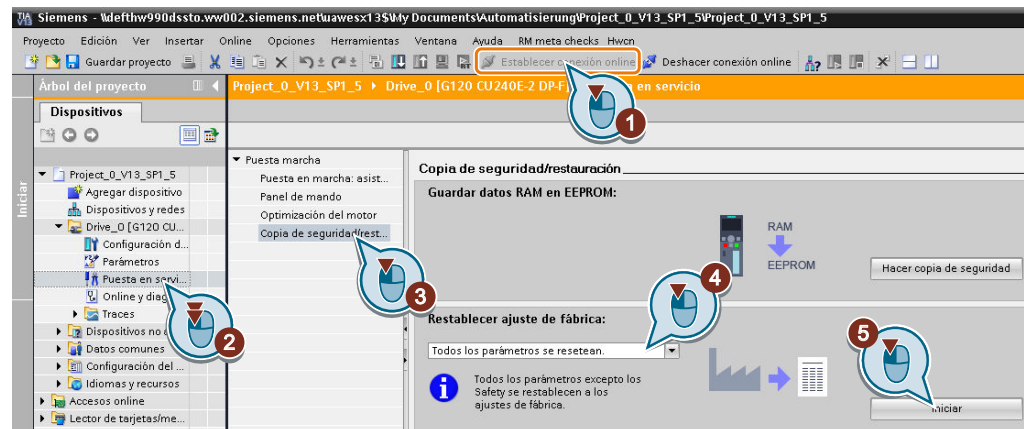 Siemens - \\defthw990dssto.ww002.siemens.net\uawesx13$\My Documents\Automatisierung\Project_0_V13_SP1_5\Project_0_V13_SP1_5
Proyecto Edición Ver Insertar Online Opciones Herramientas Ventana Ayuda RM meta checks Hwcn
Guardar proyecto Establecer conexión online Deshacer conexión online
Árbol del proyecto
Project_0_V13_SP1_5 Drive_0 [G120 CU240E-2 DP-F] en servicio
1
Dispositivos
Iniciar
Project_0_V13_SP1_5
Agregar dispositivo
Dispositivos y redes
Drive_0 [G120 CU...
Configuración d...
Parámetros
Puesta en servi...
Online y diag
Traces
Dispositivos no a
Datos comunes
Configuración del ...
Idiomas y recursos
Accesos online
Lector de tarjetas/me...
2
Puesta marcha
Puesta en marcha: asist...
Panel de mando
Optimización del motor
Copia de seguridad/rest...
3
Copia de seguridad/restauración
Guardar datos RAM en EEPROM:
RAM
EEPROM
Hacer copia de seguridad
4
Restablecer ajuste de fábrica:
Todos los parámetros se resetean.
Todos los parámetros excepto los
Safety se restablecen a los
ajustes de fábrica.
5
Iniciar